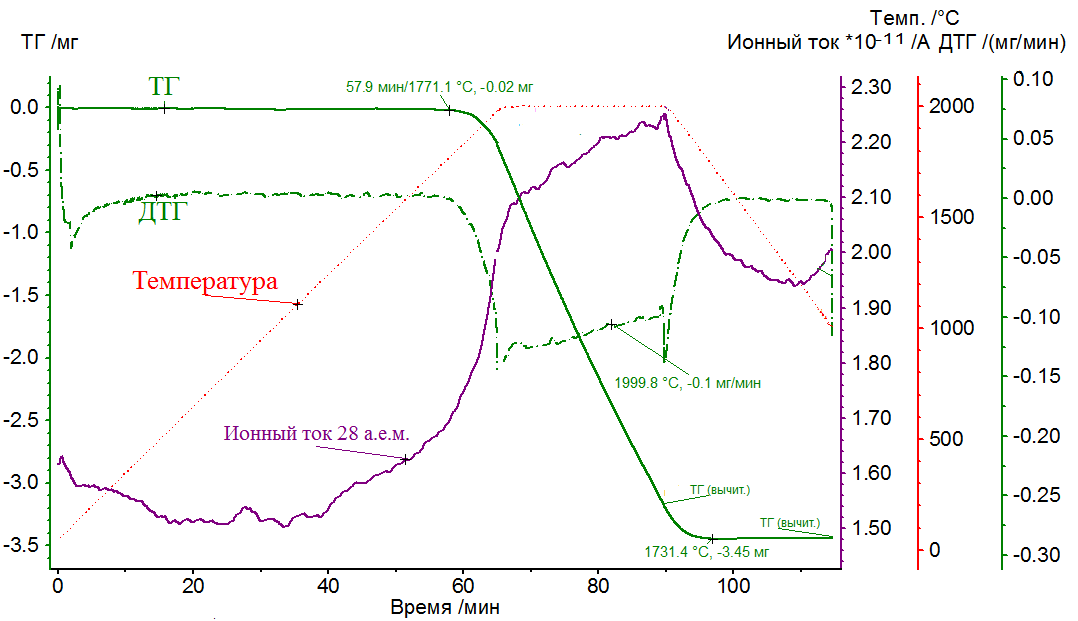 Темп. /°C
ТГ /мг
Ионный ток *10⁻¹¹ /А ДТГ /(мг/мин)
ТГ
57.9 мин/1771.1 °C, -0.02 мг
0.0
-0.5
-1.0
-1.5
-2.0
-2.5
-3.0
-3.5
ДТГ
Температура
1999.8 °C, -0.1 мг/мин
Ионный ток 28 а.е.м.
ТГ (вычит.)
ТГ (вычит.)
1731.4 °C, -3.45 мг
2.30
2.20
2.10
2.00
1.90
1.80
1.70
1.60
1.50
2000
1500
1000
500
0
0.10
0.05
0.00
-0.05
-0.10
-0.15
-0.20
-0.25
-0.30
0 20 40 60 80 100
Время /мин